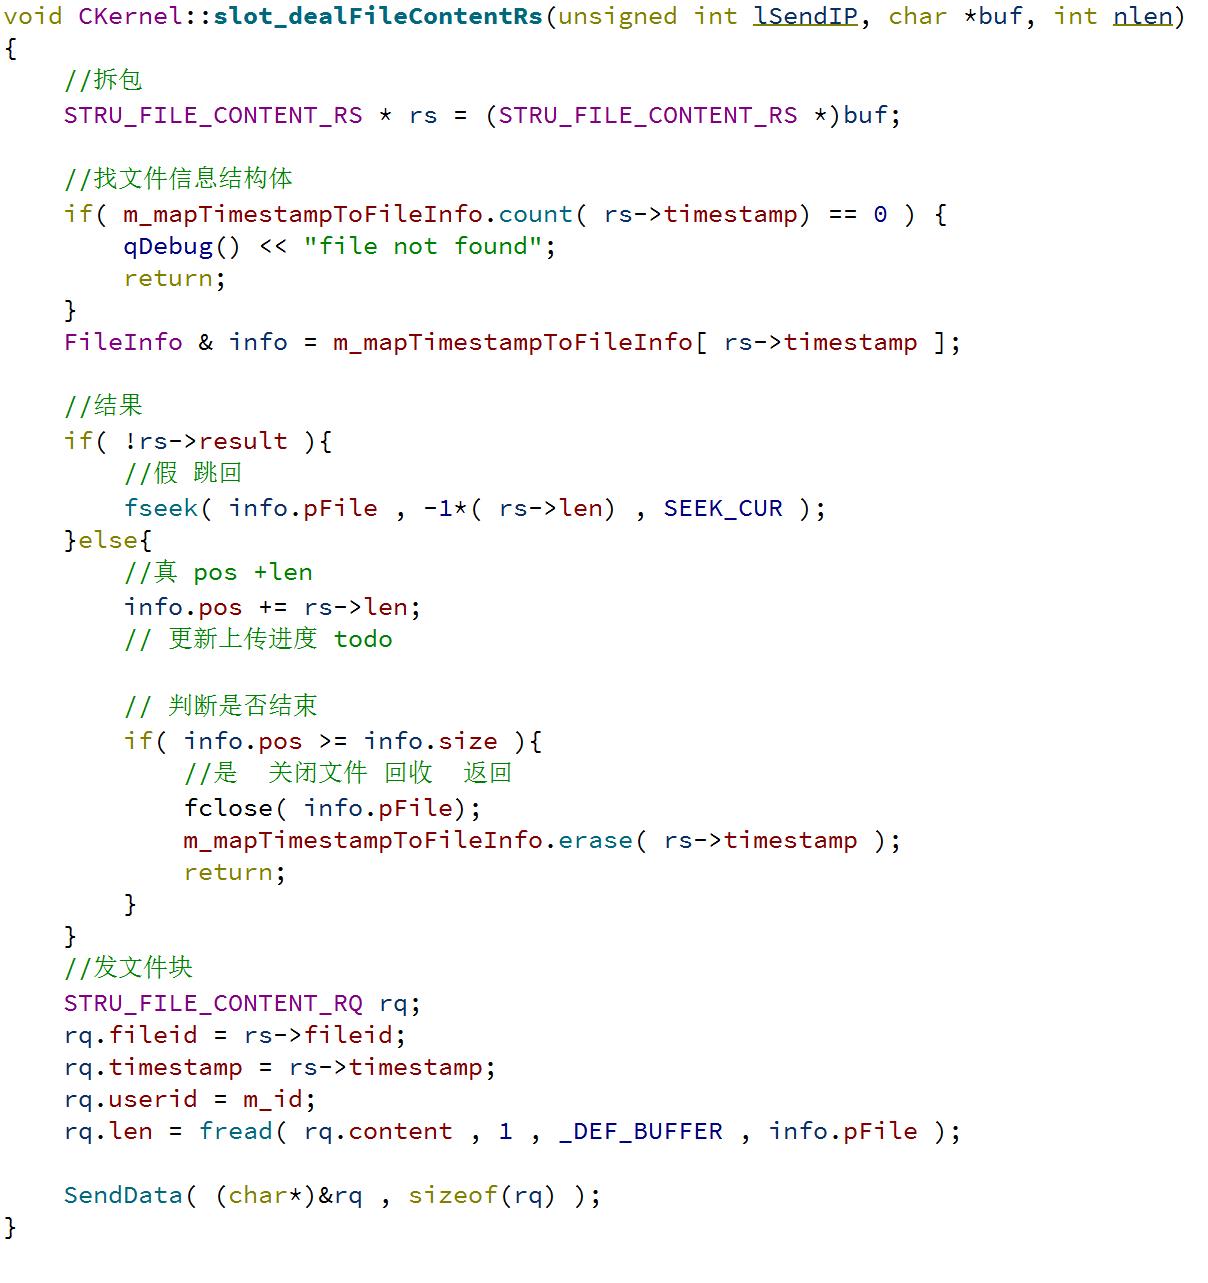 void CKernel::slot_dealFileContentRs(unsigned int lSendIP, char *buf, int nlen)
{
    //拆包
    STRU_FILE_CONTENT_RS * rs = (STRU_FILE_CONTENT_RS *)buf;

    //找文件信息结构体
    if( m_mapTimestampToFileInfo.count( rs->timestamp) == 0 ) {
        qDebug() << "file not found";
        return;
    }
    FileInfo & info = m_mapTimestampToFileInfo[ rs->timestamp ];

    //结果
    if( !rs->result ){
        //假 跳回
        fseek( info.pFile , -1*( rs->len) , SEEK_CUR );
    }else{
        //真 pos +len
        info.pos += rs->len;
        // 更新上传进度 todo

        // 判断是否结束
        if( info.pos >= info.size ){
            //是  关闭文件 回收  返回
            fclose( info.pFile);
            m_mapTimestampToFileInfo.erase( rs->timestamp );
            return;
        }
    }
    //发文件块
    STRU_FILE_CONTENT_RQ rq;
    rq.fileid = rs->fileid;
    rq.timestamp = rs->timestamp;
    rq.userid = m_id;
    rq.len = fread( rq.content , 1 , _DEF_BUFFER , info.pFile );

    SendData( (char*)&rq , sizeof(rq) );
}